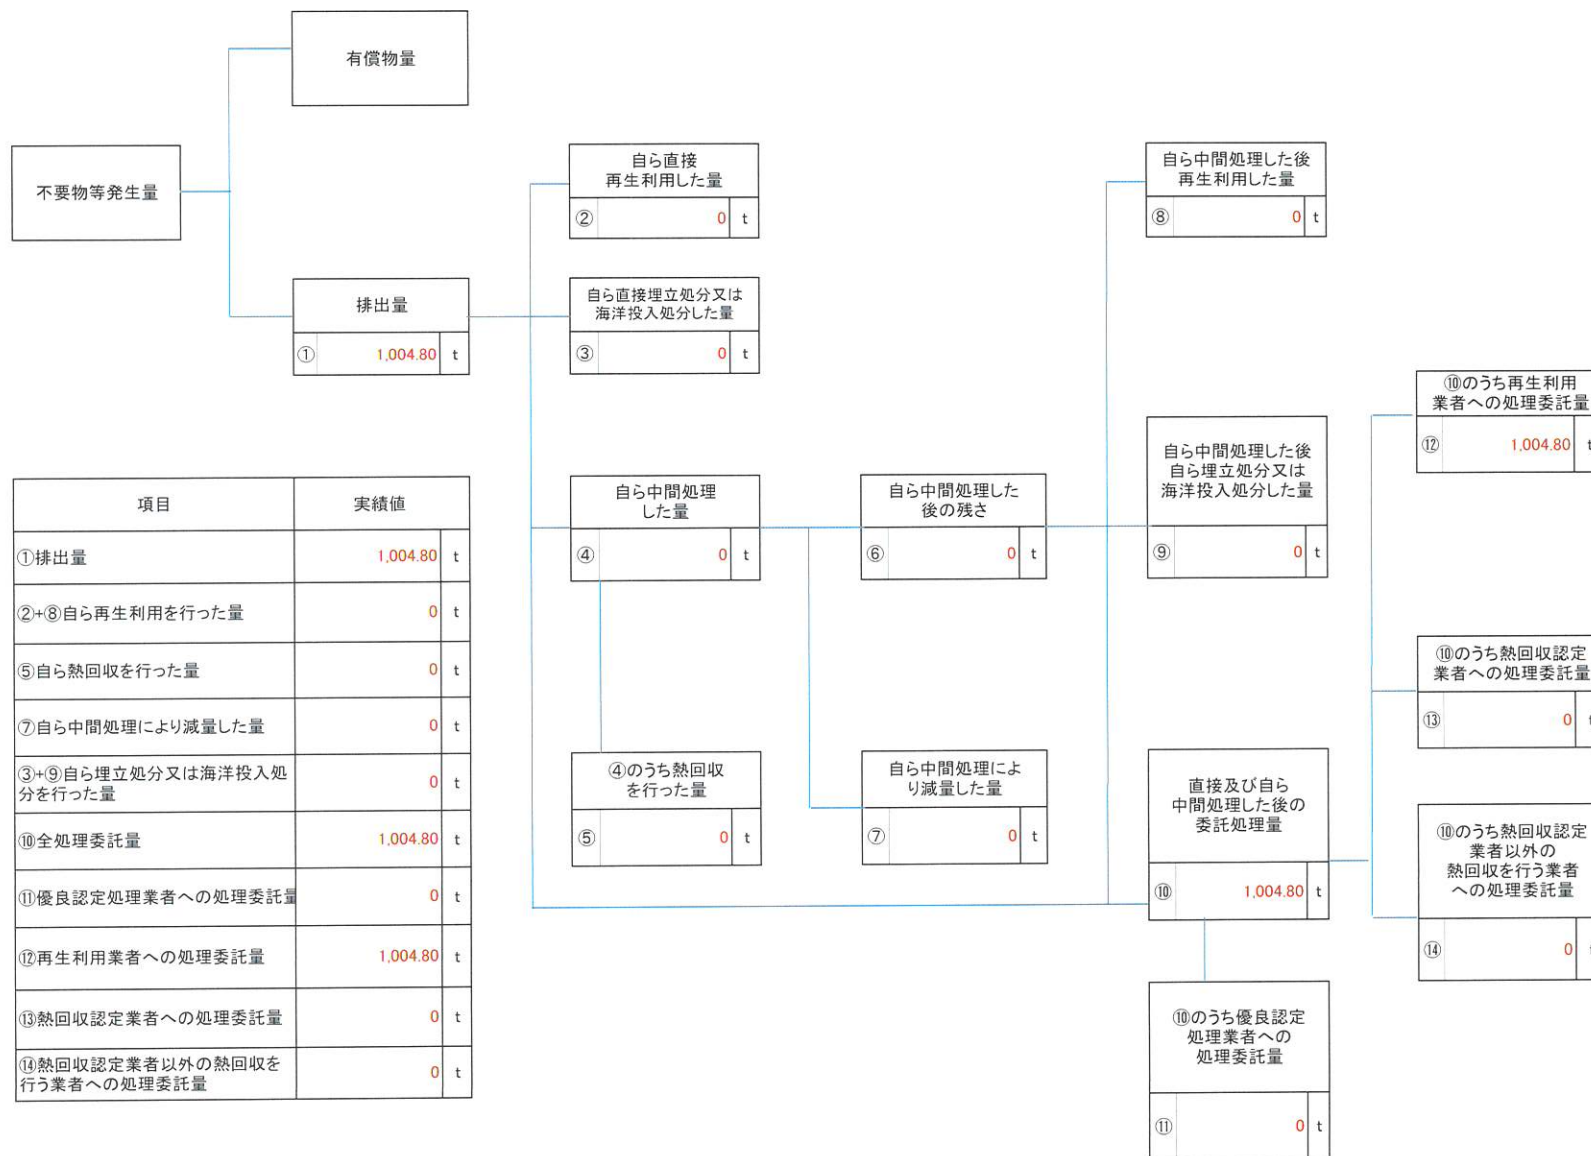 有償物量
不要物等発生量
排出量
① 1,004.80 t
自ら直接
再生利用した量
② 0 t
自ら直接埋立処分又は
海洋投入処分した量
③ 0 t
自ら中間処理
した量
④ 0 t
④のうち熱回収
を行った量
⑤ 0 t
自ら中間処理した
後の残さ
⑥ 0 t
自ら中間処理によ
り減量した量
⑦ 0 t
自ら中間処理した後
再生利用した量
⑧ 0 t
自ら中間処理した後
自ら埋立処分又は
海洋投入処分した量
⑨ 0 t
直接及び自ら
中間処理した後の
委託処理量
⑩ 1,004.80 t
⑩のうち優良認定
処理業者への
処理委託量
⑪ 0 t
⑩のうち再生利用
業者への処理委託量
⑫ 1,004.80 t
⑩のうち熱回収認定
業者への処理委託量
⑬ 0 t
⑩のうち熱回収認定
業者以外の
熱回収を行う業者
への処理委託量
⑭ 0
項目 実績値
①排出量 1,004.80 t
②+⑧自ら再生利用を行った量 0 t
⑤自ら熱回収を行った量 0 t
⑦自ら中間処理により減量した量 0 t
③+⑨自ら埋立処分又は海洋投入処
分を行った量 0 t
⑩全処理委託量 1,004.80 t
⑪優良認定処理業者への処理委託量 0 t
⑫再生利用業者への処理委託量 1,004.80 t
⑬熱回収認定業者への処理委託量 0 t
⑭熱回収認定業者以外の熱回収を
行う業者への処理委託量 0 t